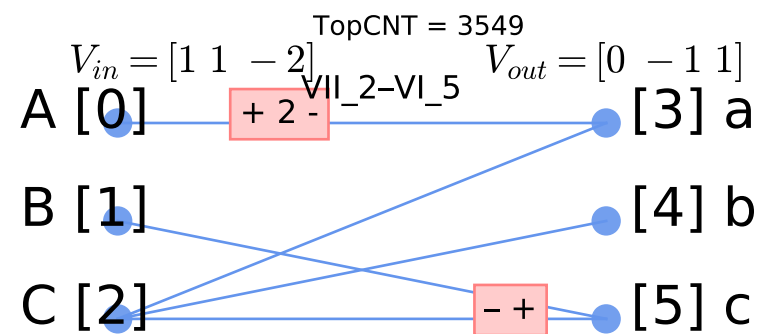 TopCNT = 3549
V_in = [1 1 −2] V_out = [0 −1 1]
VII_2–VI_5
A [0] + 2 - [3] a
B [1] [4] b
C [2] – + [5] c